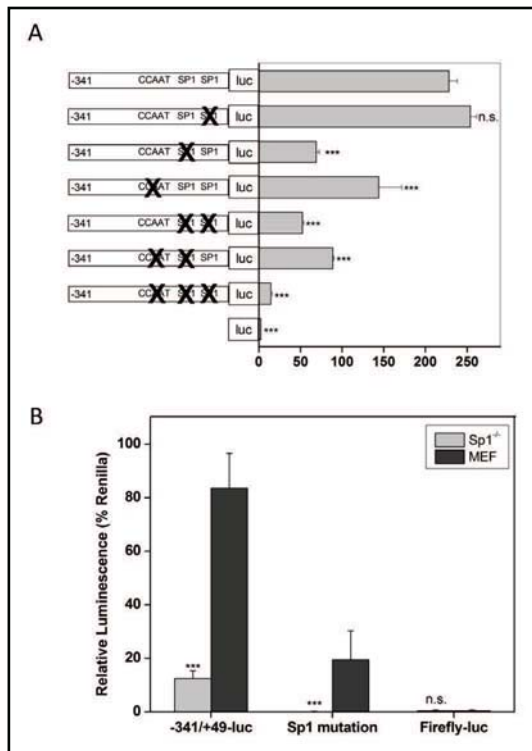 A
-341 CCAAT SP1 SP1 luc
-341 CCAAT SP1 SP1 luc n.s.
-341 CCAAT SP1 SP1 luc ***
-341 CCAAT SP1 SP1 luc ***
-341 CCAAT SP1 SP1 luc ***
-341 CCAAT SP1 SP1 luc ***
-341 CCAAT SP1 SP1 luc ***
luc ***
0 50 100 150 200 250
B
Relative Luminescence (% Renilla)
100
80
60
40
20
0
Sp1-/-
MEF
***
***
n.s.
-341/+49-luc Sp1 mutation Firefly-luc